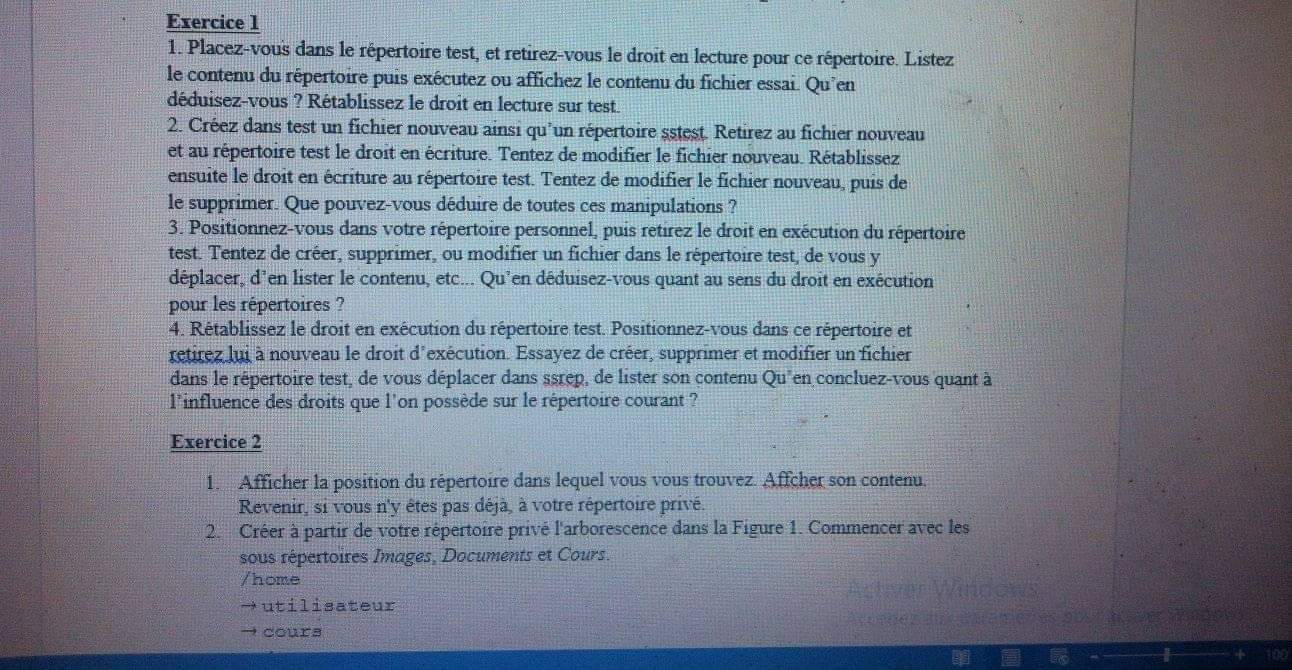 Exercice 1
1. Placez-vous dans le répertoire test, et retirez-vous le droit en lecture pour ce répertoire. Listez
le contenu du répertoire puis exécutez ou affichez le contenu du fichier essai. Qu'en
déduisez-vous ? Rétablissez le droit en lecture sur test.
2. Créez dans test un fichier nouveau ainsi qu'un répertoire sstest. Retirez au fichier nouveau
et au répertoire test le droit en écriture. Tentez de modifier le fichier nouveau. Rétablissez
ensuite le droit en écriture au répertoire test. Tentez de modifier le fichier nouveau, puis de
le supprimer. Que pouvez-vous déduire de toutes ces manipulations ?
3. Positionnez-vous dans votre répertoire personnel, puis retirez le droit en exécution du répertoire
test. Tentez de créer, supprimer, ou modifier un fichier dans le répertoire test, de vous y
déplacer, d'en lister le contenu, etc... Qu'en déduisez-vous quant au sens du droit en exécution
pour les répertoires ?
4. Rétablissez le droit en exécution du répertoire test. Positionnez-vous dans ce répertoire et
retirez lui à nouveau le droit d'exécution. Essayez de créer, supprimer et modifier un fichier
dans le répertoire test, de vous déplacer dans ssrep, de lister son contenu Qu'en concluez-vous quant à
l'influence des droits que l'on possède sur le répertoire courant ?
Exercice 2
1. Afficher la position du répertoire dans lequel vous vous trouvez. Affcher son contenu.
Revenir, si vous n'y êtes pas déjà, à votre répertoire privé.
2. Créer à partir de votre répertoire privé l'arborescence dans la Figure 1. Commencer avec les
sous répertoires Images, Documents et Cours.
/home
→utilisateur
→cours
Activer Windows
100